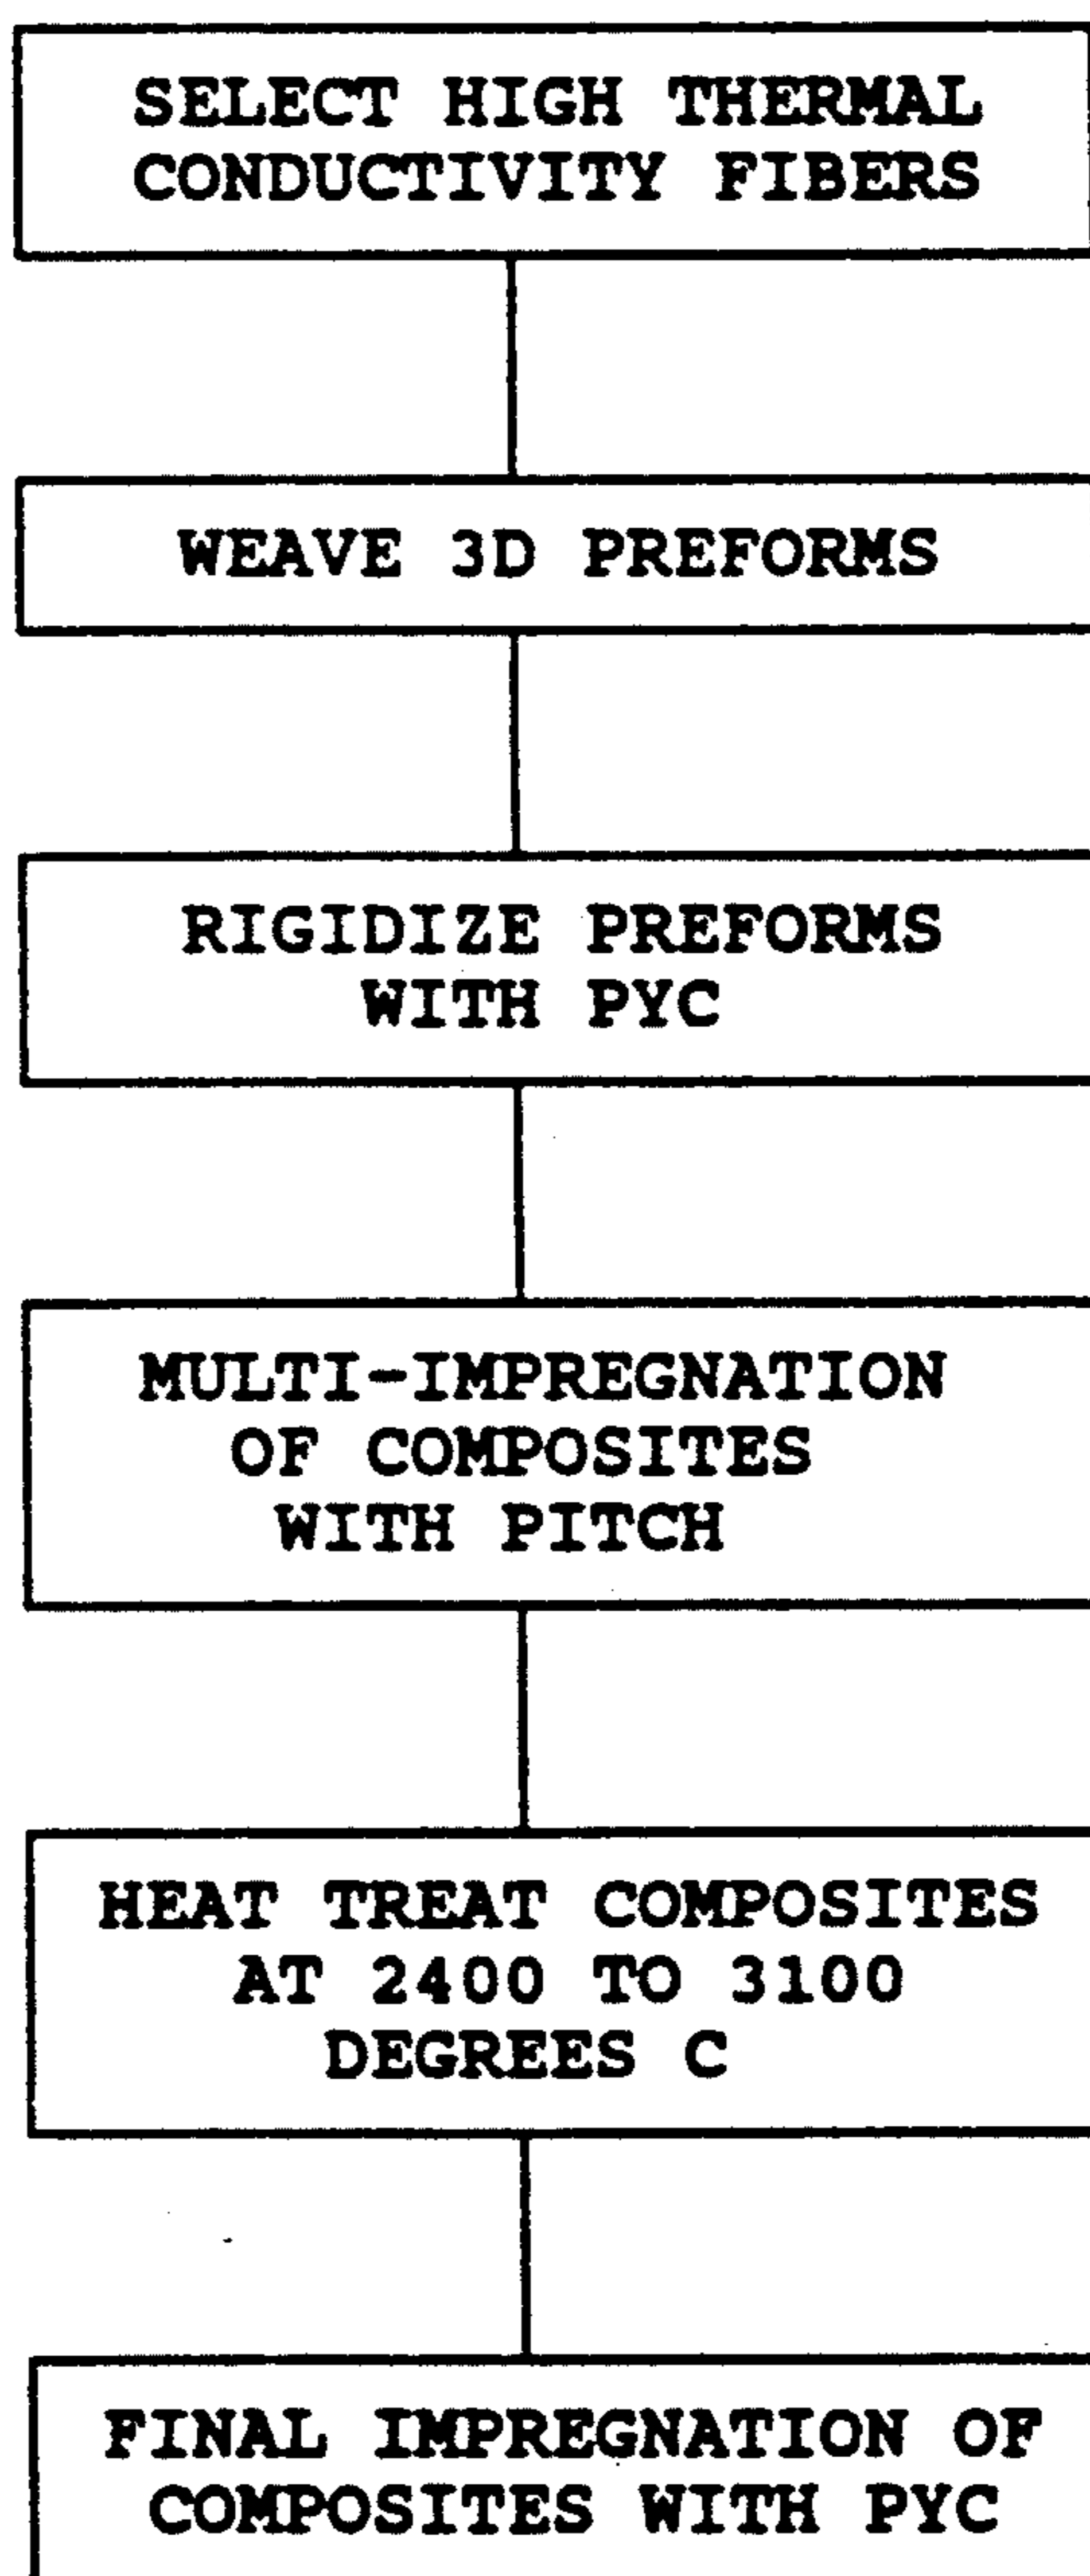 SELECT HIGH THERMAL
CONDUCTIVITY FIBERS
WEAVE 3D PREFORMS
RIGIDIZE PREFORMS
WITH PYC
MULTI-IMPREGNATION
OF COMPOSITES
WITH PITCH
HEAT TREAT COMPOSITES
AT 2400 TO 3100
DEGREES C
FINAL IMPREGNATION OF
COMPOSITES WITH PYC